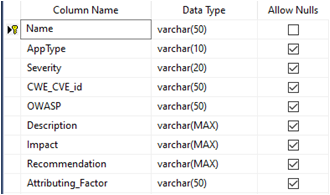 Column Name Data Type Allow Nulls
Name varchar(50)
AppType varchar(10)
Severity varchar(20)
CWE_CVE_id varchar(50)
OWASP varchar(50)
Description varchar(MAX)
Impact varchar(MAX)
Recommendation varchar(MAX)
Attributing_Factor varchar(50)